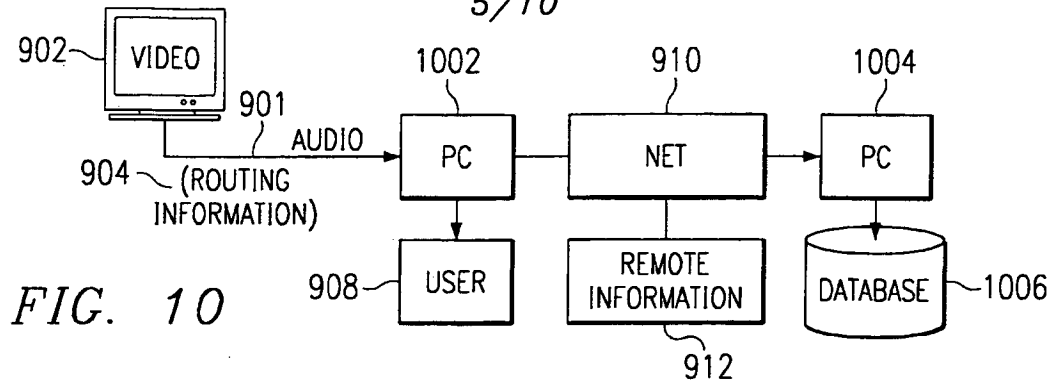 5/10
902
VIDEO
901
AUDIO
904
(ROUTING
INFORMATION)
1002
PC
910
NET
1004
PC
908
USER
REMOTE
INFORMATION
912
DATABASE
1006
FIG. 10